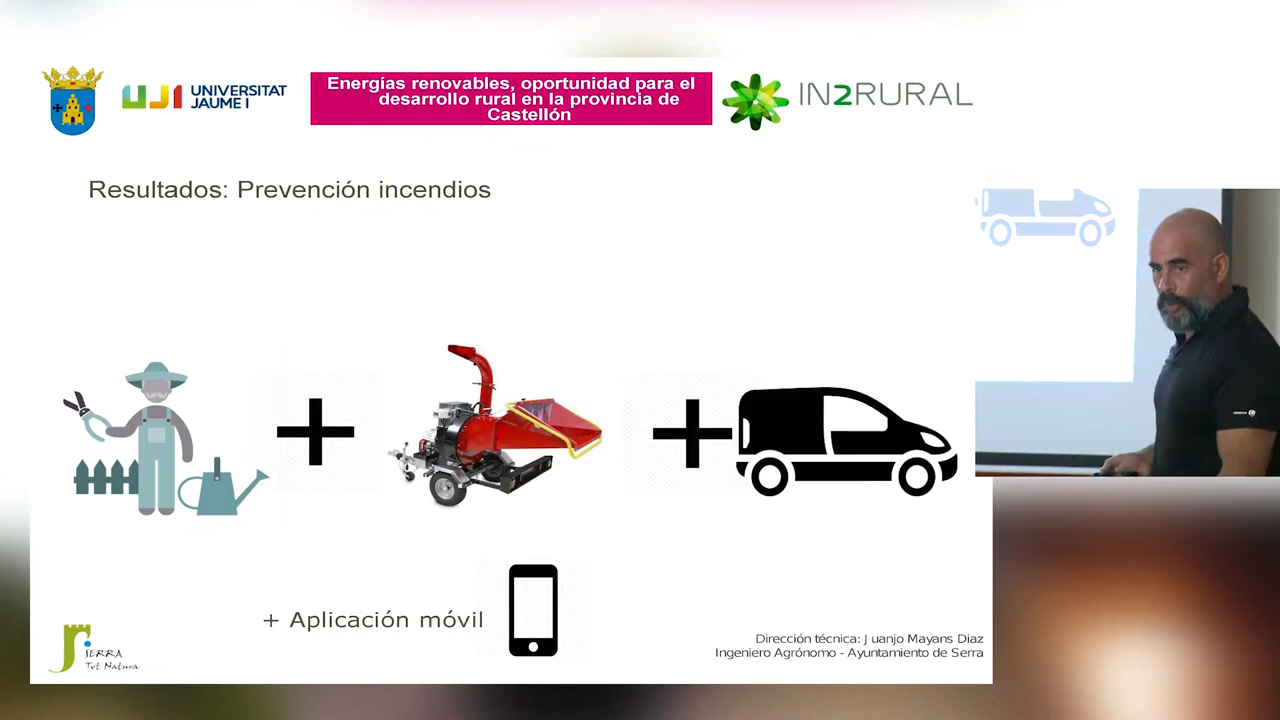 UJI UNIVERSITAT
JAUME I
Energías renovables, oportunidad para el
desarrollo rural en la provincia de
Castellón
IN2RURAL
Resultados: Prevención incendios
+ Aplicación móvil
SERRA
Tot Natura
Dirección técnica: Juanjo Mayans Diaz
Ingeniero Agrónomo - Ayuntamiento de Serra